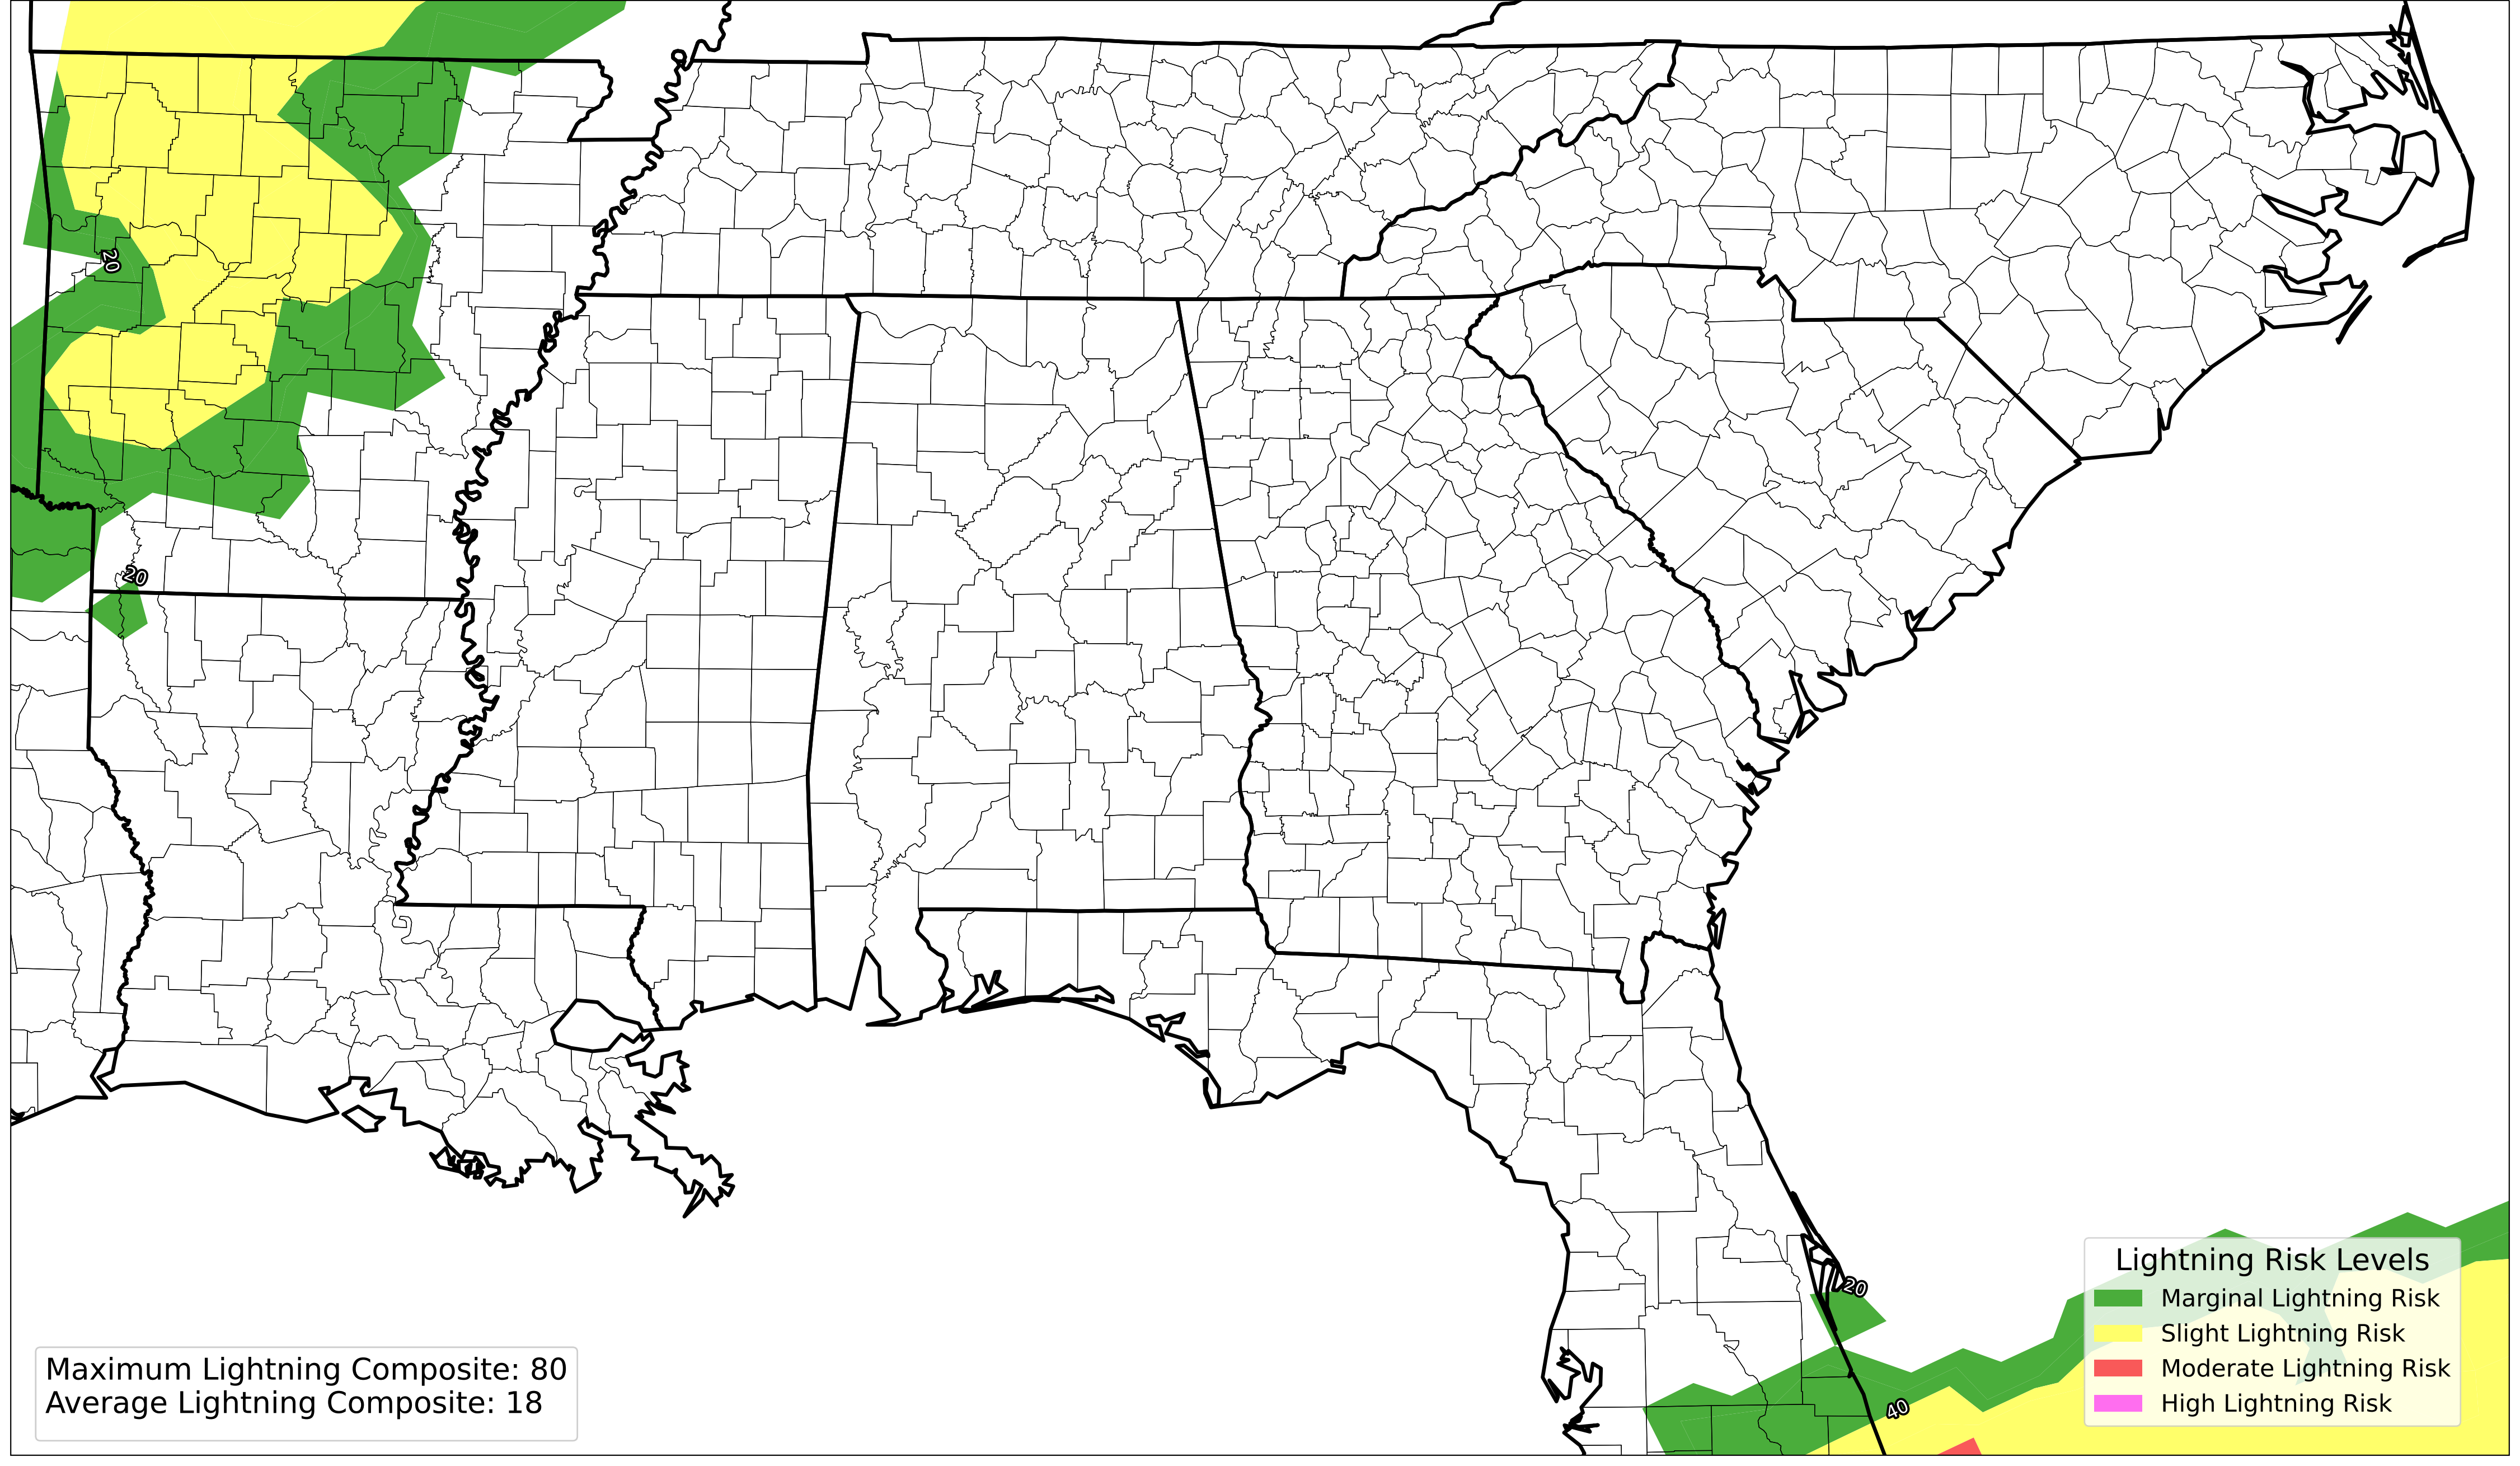 20
20
20
40
Lightning Risk Levels
Marginal Lightning Risk
Slight Lightning Risk
Moderate Lightning Risk
High Lightning Risk
Maximum Lightning Composite: 80
Average Lightning Composite: 18